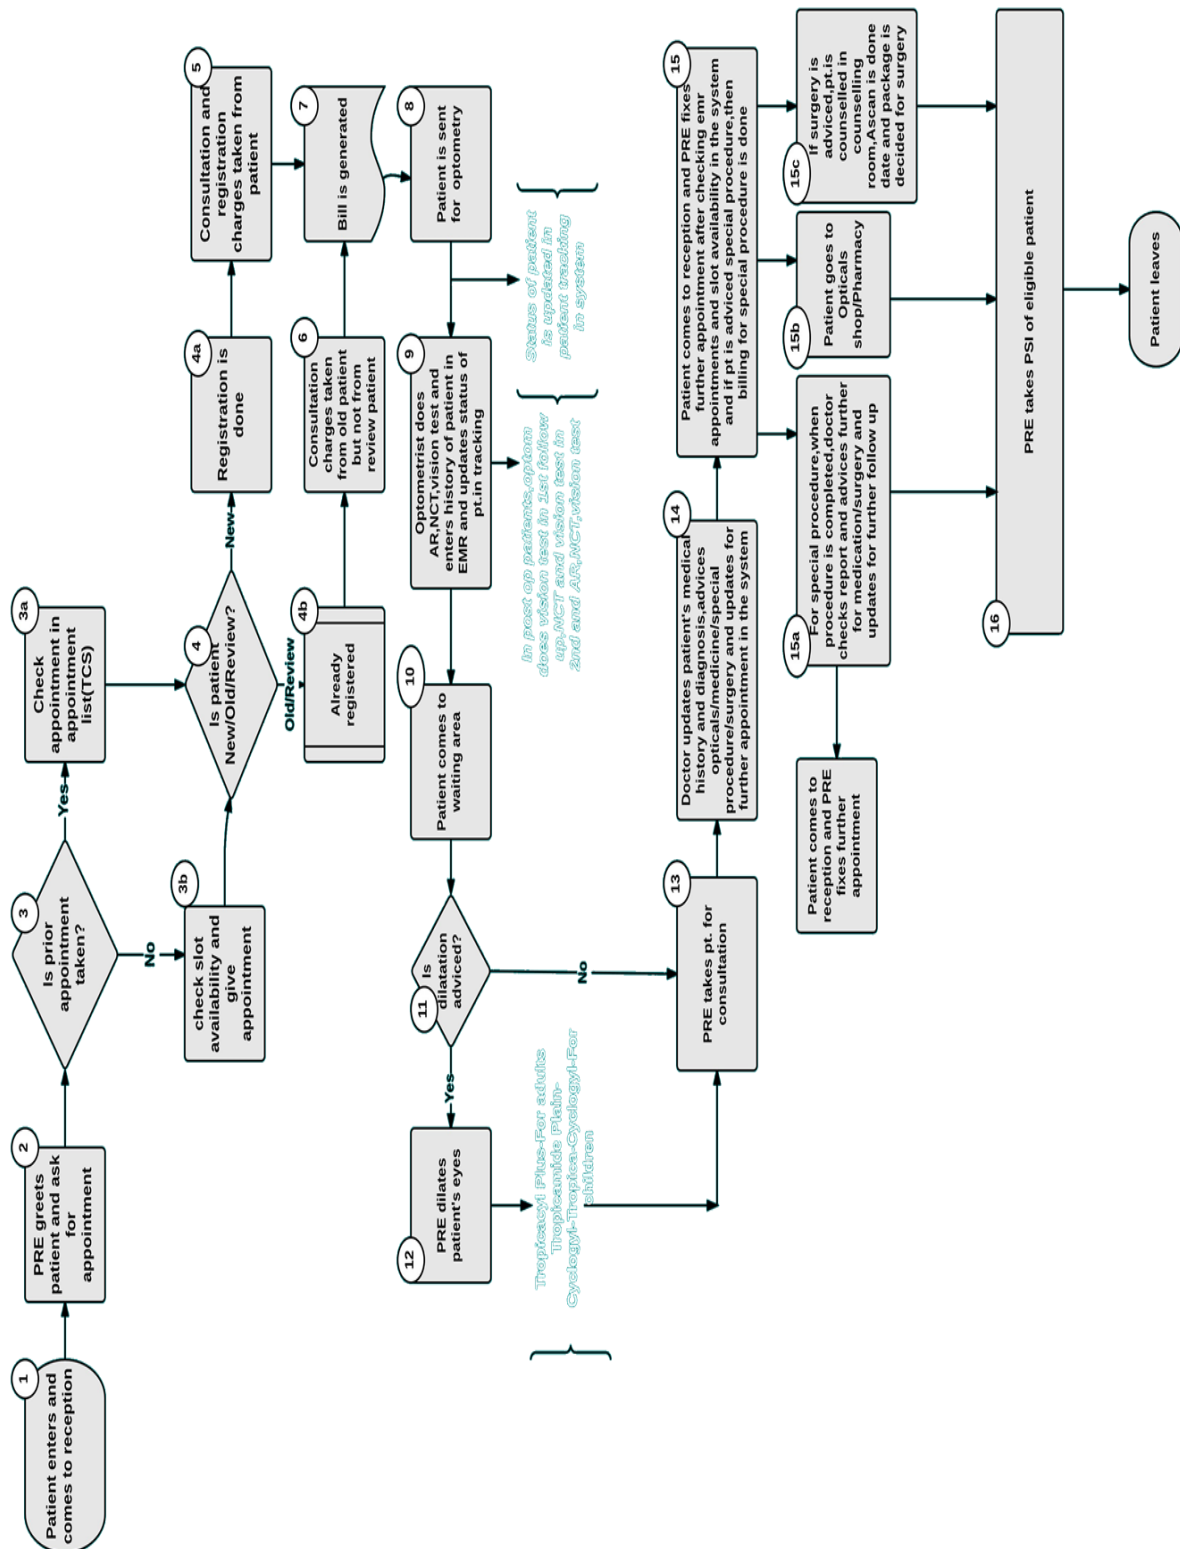 1
Patient enters and
comes to reception
2
PRE greets
patient and ask
for
appointment
3
Is prior
appointment
taken?
Yes
No
3a
Check
appointment in
appointment
list(TCS)
3b
check slot
availability and
give
appointment
4
Is patient
New/Old/Review?
New
Old/Review
4a
Registration is
done
4b
Already
registered
5
Consultation and
registration
charges taken from
patient
6
Consultation
charges taken
from old patient
but not from
review patient
7
Bill is generated
8
Patient is sent
for optometry
Status of patient
is updated in
patient tracking
in system
9
Optometrist does
AR,NCT,vision test and
enters history of patient in
EMR and updates status of
pt.in tracking
In post op patients,optom
does vision test in 1st follow
up,NCT and vision test in
2nd and AR,NCT,vision test
10
Patient comes to
waiting area
11
Is
dilatation
adviced?
Yes
No
12
PRE dilates
patient's eyes
Tropicacyl Plus-For adults
Tropicamide Plain-
Cyclogyl-Tropica-Cyclogyl-For
children
13
PRE takes pt. for
consultation
14
Doctor updates patient's medical
history and diagnosis,advices
opticals/medicine/special
procedure/surgery and updates for
further appointment in the system
15
Patient comes to reception and PRE fixes
further appointment after checking emr
appointments and slot availability in the system
and if pt is adviced special procedure,then
billing for special procedure is done
15a
For special procedure,when
procedure is completed,doctor
checks report and advices further
for medication/surgery and
updates for further follow up
Patient comes to
reception and PRE
fixes further
appointment
15b
Patient goes to
Opticals
shop/Pharmacy
15c
If surgery is
adviced,pt.is
counselled in
counselling
room,Ascan is done
date and package is
decided for surgery
16
PRE takes PSI of eligible patient
Patient leaves